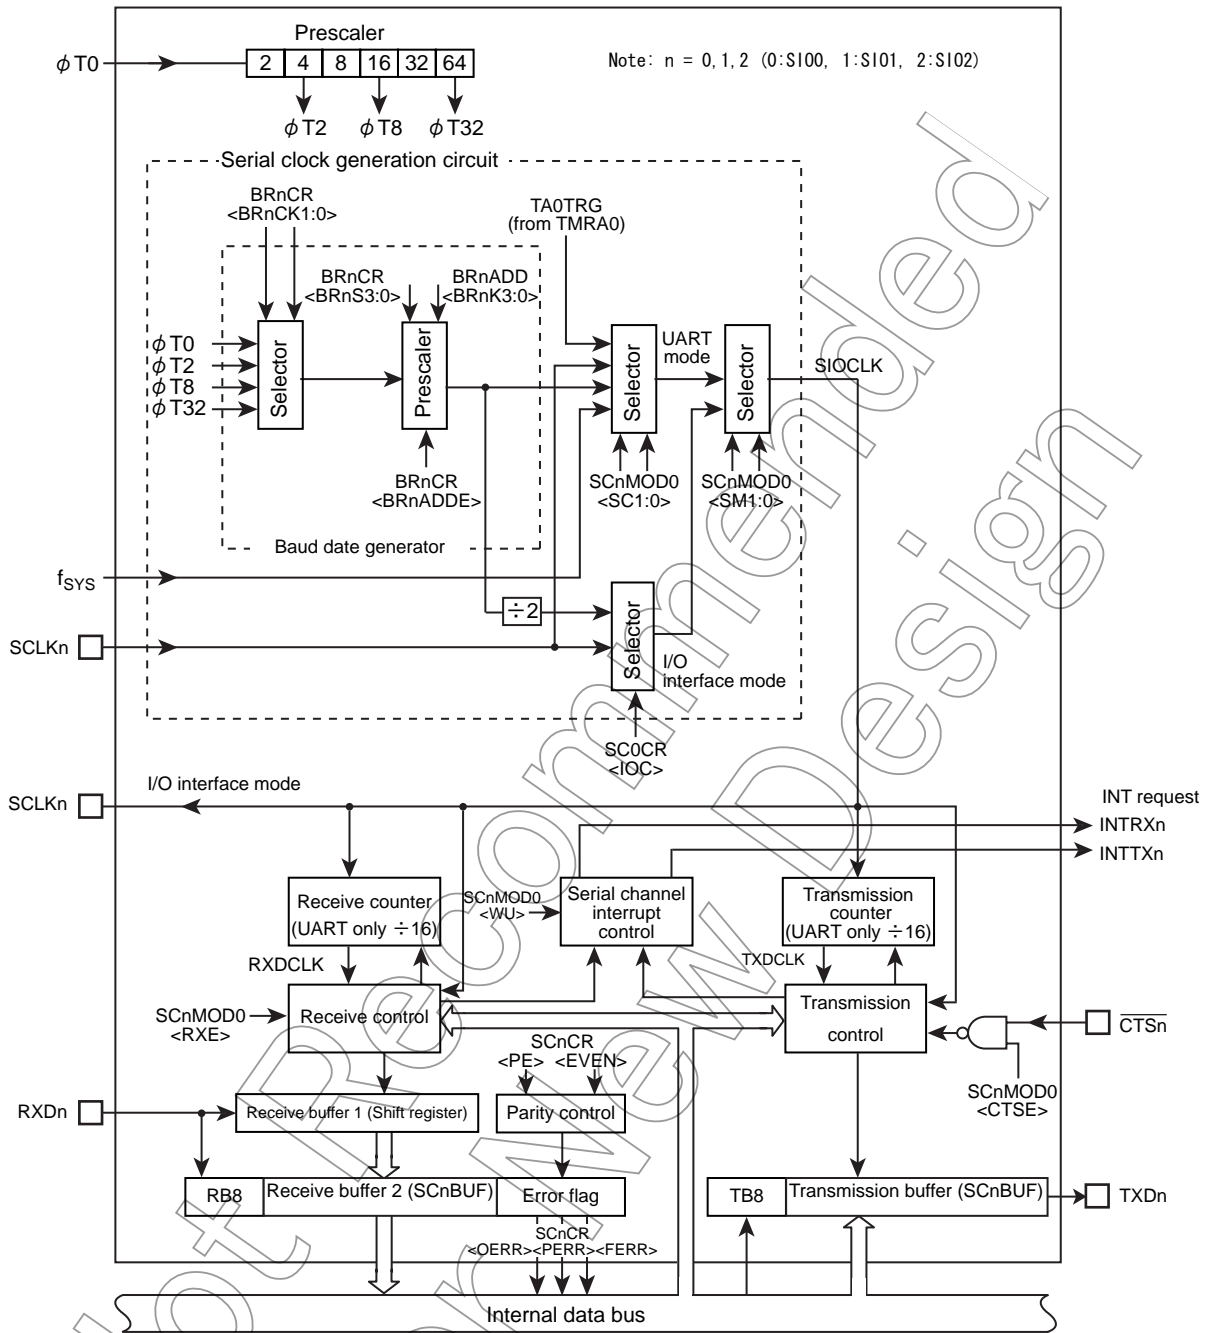 Prescaler
φT0
2 4 8 16 32 64
Note: n = 0,1,2 (0:SIO0, 1:SIO1, 2:SIO2)
φT2 φT8 φT32
Serial clock generation circuit
BRnCR
<BRnCK1:0>
TA0TRG
(from TMRA0)
BRnCR
<BRnS3:0>
BRnADD
<BRnK3:0>
φT0
φT2
φT8
φT32
Selector
Prescaler
Selector
UART
mode
Selector
SIOCLK
BRnCR
<BRnADDE>
SCnMOD0
<SC1:0>
SCnMOD0
<SM1:0>
Baud date generator
fSYS
÷2
SCLKn
Selector
I/O
interface mode
SC0CR
<IOC>
I/O interface mode
SCLKn
INT request
INTRXn
INTTXn
Receive counter
(UART only ÷16)
SCnMOD0
<WU>
Serial channel
interrupt
control
Transmission
counter
(UART only ÷16)
RXDCLK
TXDCLK
SCnMOD0
<RXE>
Receive control
Transmission
control
CTSn
SCnCR
<PE> <EVEN>
SCnMOD0
<CTSE>
RXDn
Receive buffer 1 (Shift register)
Parity control
RB8
Receive buffer 2 (SCnBUF)
Error flag
TB8
Transmission buffer (SCnBUF)
TXDn
SCnCR
<OERR><PERR><FERR>
Internal data bus
Not Recommended
for New Design